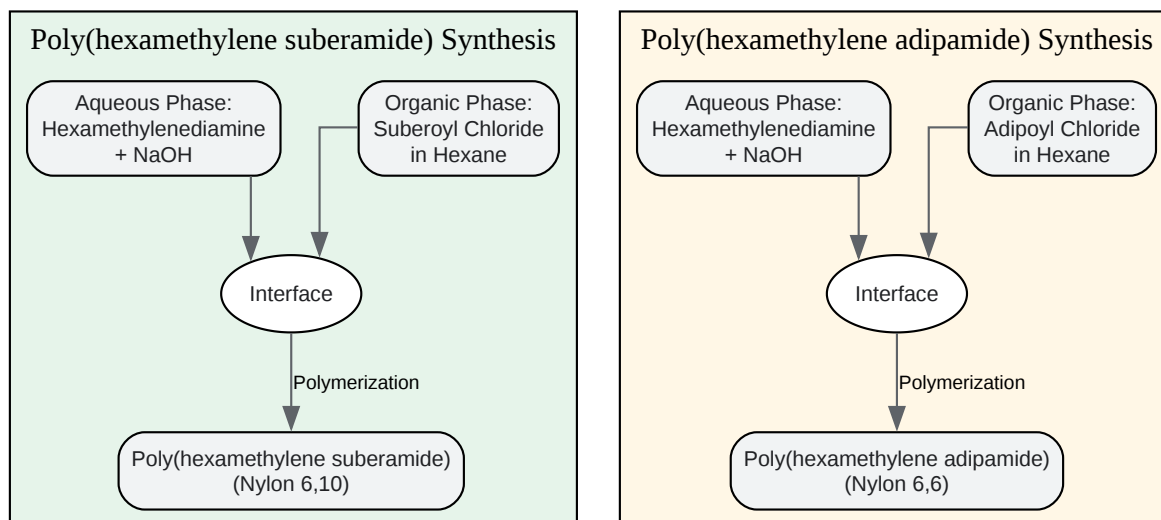 Poly(hexamethylene suberamide) Synthesis
Aqueous Phase:
Hexamethylenediamine
+ NaOH
Organic Phase:
Suberoyl Chloride
in Hexane
Interface
Polymerization
Poly(hexamethylene suberamide)
(Nylon 6,10)
Poly(hexamethylene adipamide) Synthesis
Aqueous Phase:
Hexamethylenediamine
+ NaOH
Organic Phase:
Adipoyl Chloride
in Hexane
Interface
Polymerization
Poly(hexamethylene adipamide)
(Nylon 6,6)